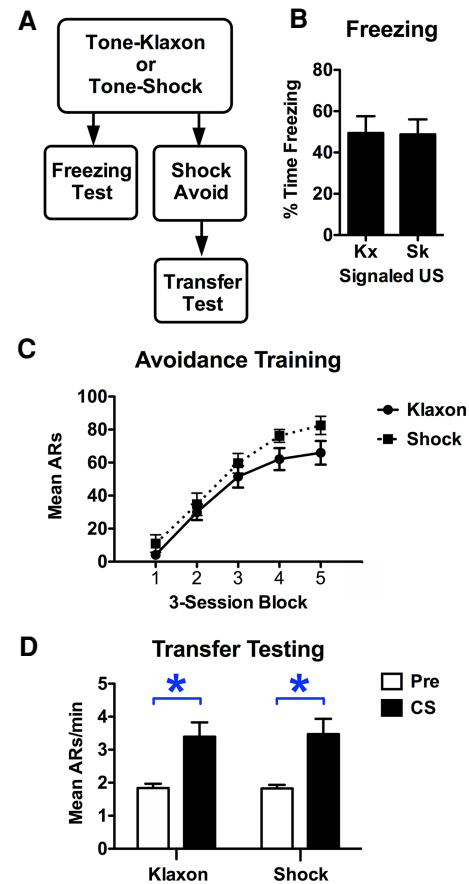 A
Tone-Klaxon
or
Tone-Shock
Freezing
Test
Shock
Avoid
Transfer
Test
B
Freezing
% Time Freezing
80
60
40
20
0
Kx Sk
Signaled US
C
Avoidance Training
Mean ARs
100
80
60
40
20
0
1 2 3 4 5
3-Session Block
Klaxon
Shock
D
Transfer Testing
Mean ARs/min
5
4
3
2
1
0
* *
Klaxon Shock
Pre
CS